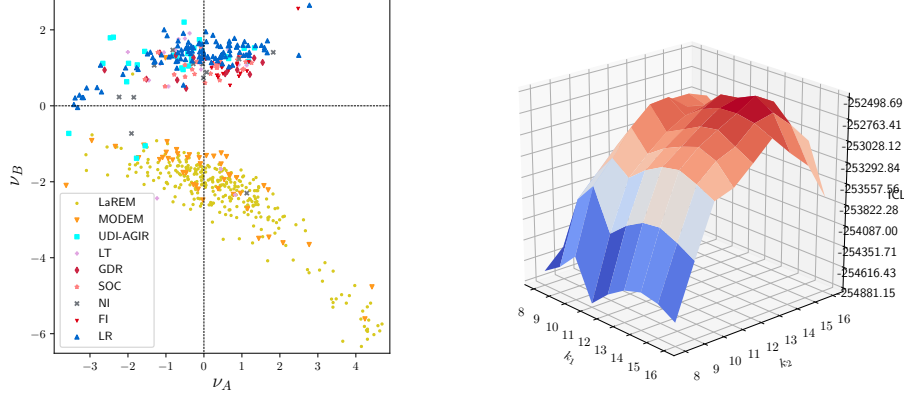 2
0
−2
−4
−6
ν_B
−3
−2
−1
0
1
2
3
4
ν_A
LaREM
MODEM
UDI-AGIR
LT
GDR
SOC
NI
FI
LR
-252498.69
-252763.41
-253028.12
-253292.84
-253557.56
-253822.28
-254087.00
-254351.71
-254616.43
-254881.15
ICL
8
9
10
11
12
13
14
15
16
k_1
8
9
10
11
12
13
14
15
16
k_2